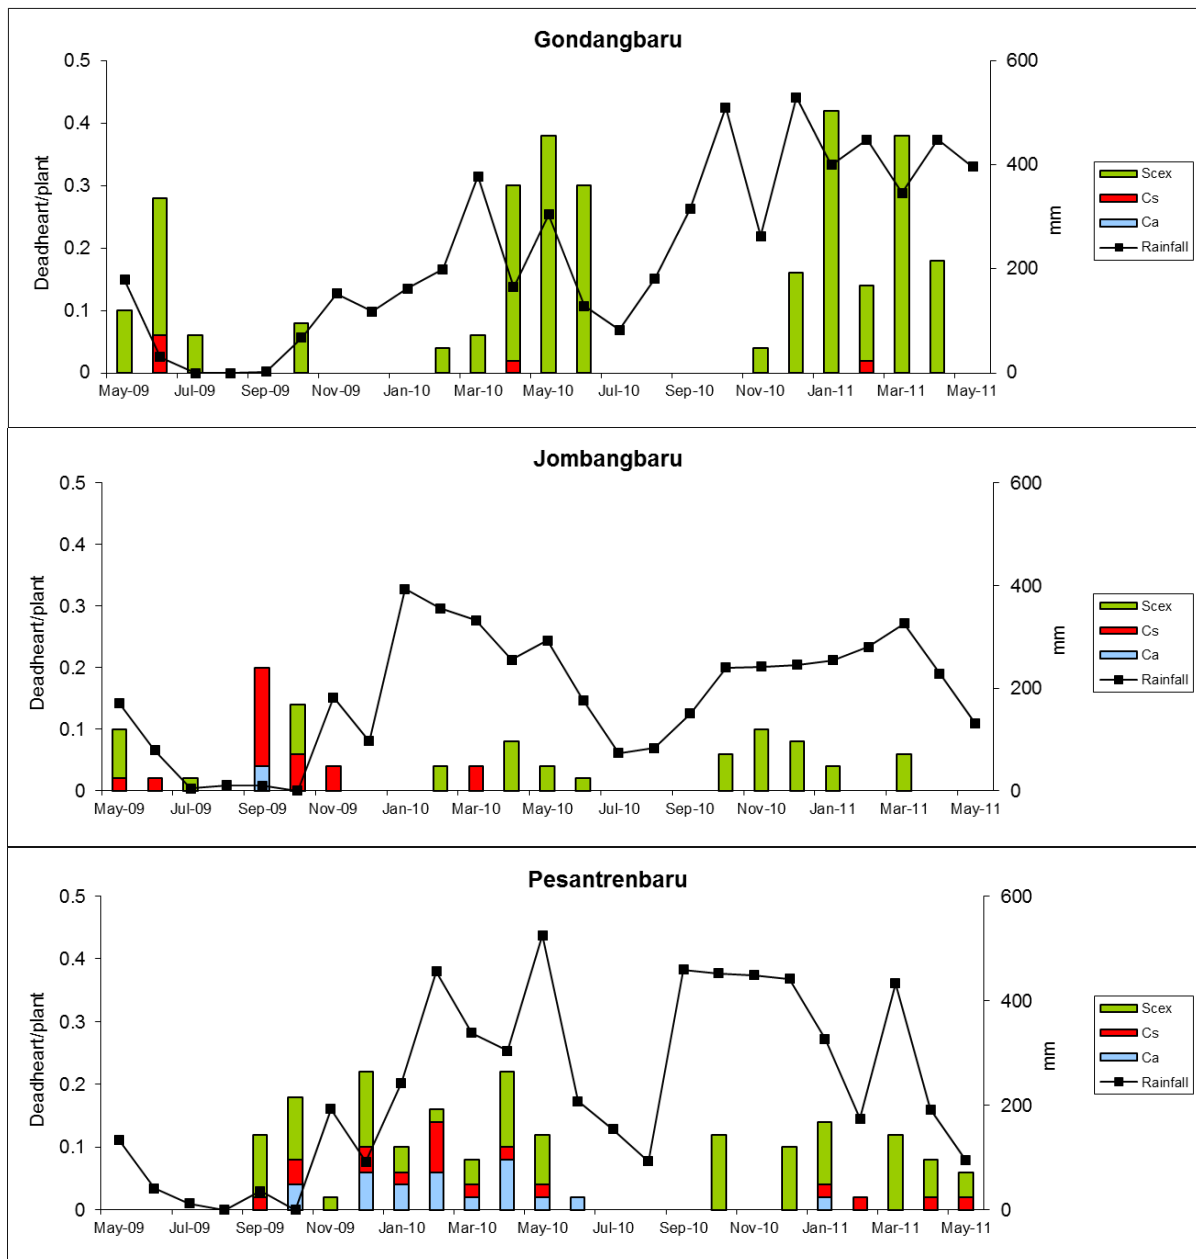 Gondangbaru
0.5
0.4
0.3
0.2
0.1
0
Deadheart/plant
600
400
200
0
mm
May-09 Jul-09 Sep-09 Nov-09 Jan-10 Mar-10 May-10 Jul-10 Sep-10 Nov-10 Jan-11 Mar-11 May-11
Scex
Cs
Ca
Rainfall
Jombangbaru
0.5
0.4
0.3
0.2
0.1
0
Deadheart/plant
600
400
200
0
mm
May-09 Jul-09 Sep-09 Nov-09 Jan-10 Mar-10 May-10 Jul-10 Sep-10 Nov-10 Jan-11 Mar-11 May-11
Scex
Cs
Ca
Rainfall
Pesantrenbaru
0.5
0.4
0.3
0.2
0.1
0
Deadheart/plant
600
400
200
0
mm
May-09 Jul-09 Sep-09 Nov-09 Jan-10 Mar-10 May-10 Jul-10 Sep-10 Nov-10 Jan-11 Mar-11 May-11
Scex
Cs
Ca
Rainfall